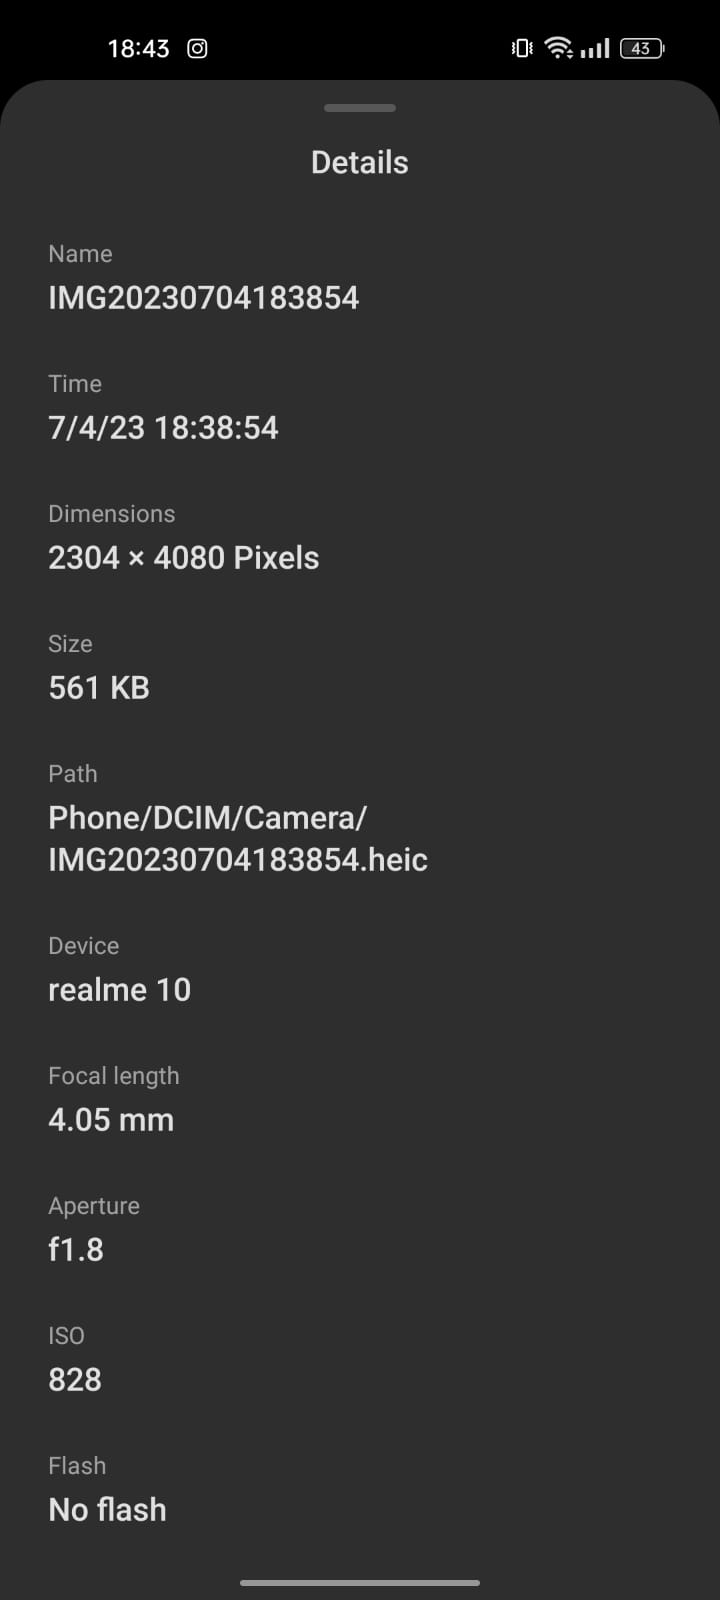 18:43
43
Details
Name
IMG20230704183854
Time
7/4/23 18:38:54
Dimensions
2304 × 4080 Pixels
Size
561 KB
Path
Phone/DCIM/Camera/
IMG20230704183854.heic
Device
realme 10
Focal length
4.05 mm
Aperture
f1.8
ISO
828
Flash
No flash